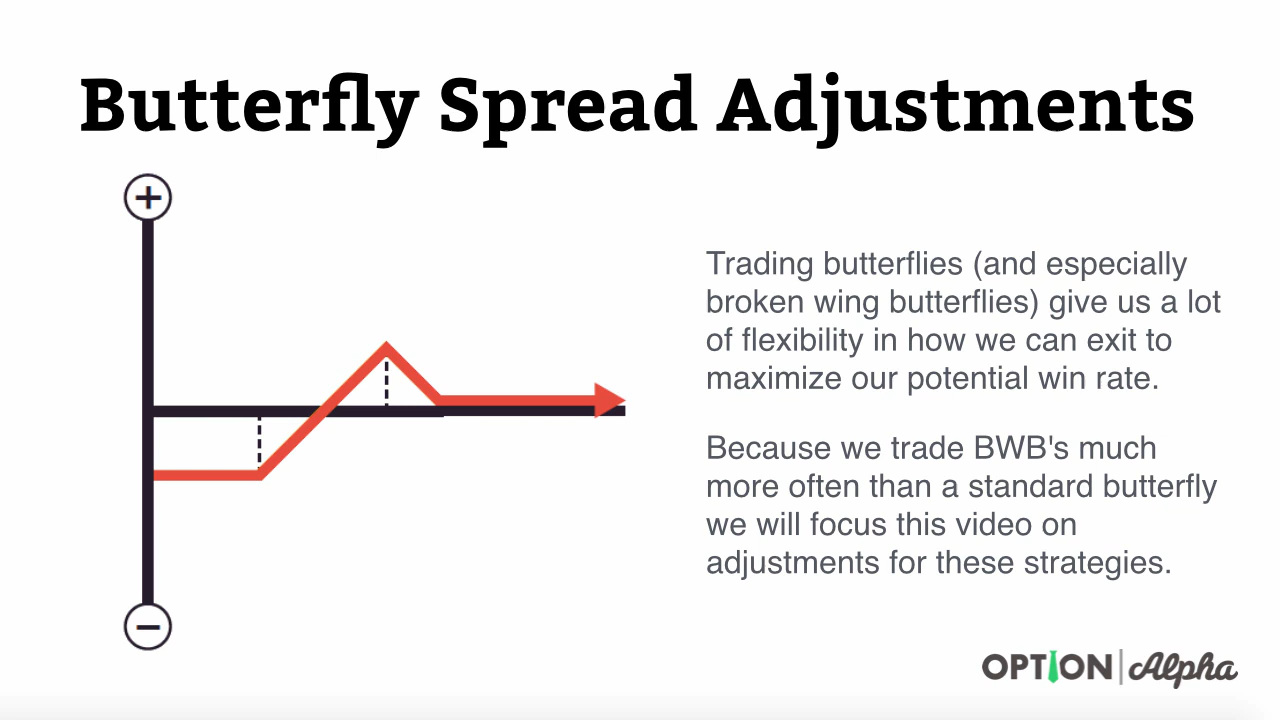 Butterfly Spread Adjustments
+
Trading butterflies (and especially
broken wing butterflies) give us a lot
of flexibility in how we can exit to
maximize our potential win rate.
Because we trade BWB's much
more often than a standard butterfly
we will focus this video on
adjustments for these strategies.
−
OPTION | Alpha